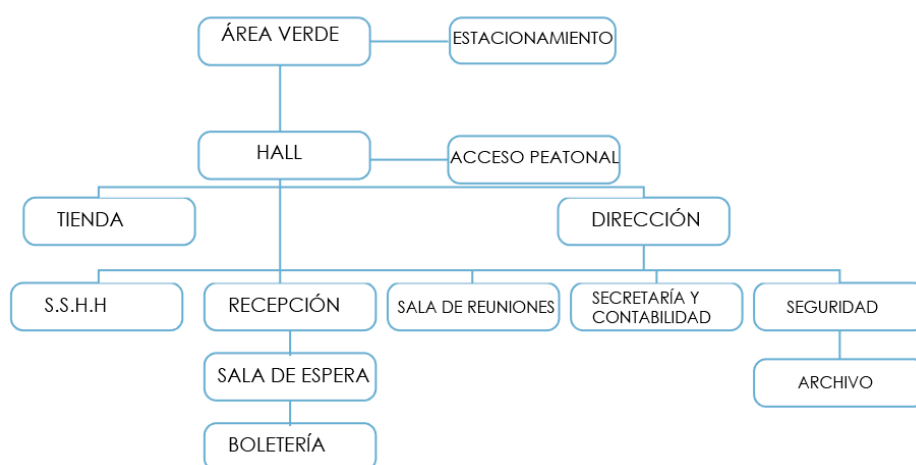 ÁREA VERDE
ESTACIONAMIENTO
HALL
ACCESO PEATONAL
TIENDA
DIRECCIÓN
S.S.H.H
RECEPCIÓN
SALA DE REUNIONES
SECRETARÍA Y
CONTABILIDAD
SEGURIDAD
SALA DE ESPERA
ARCHIVO
BOLETERÍA